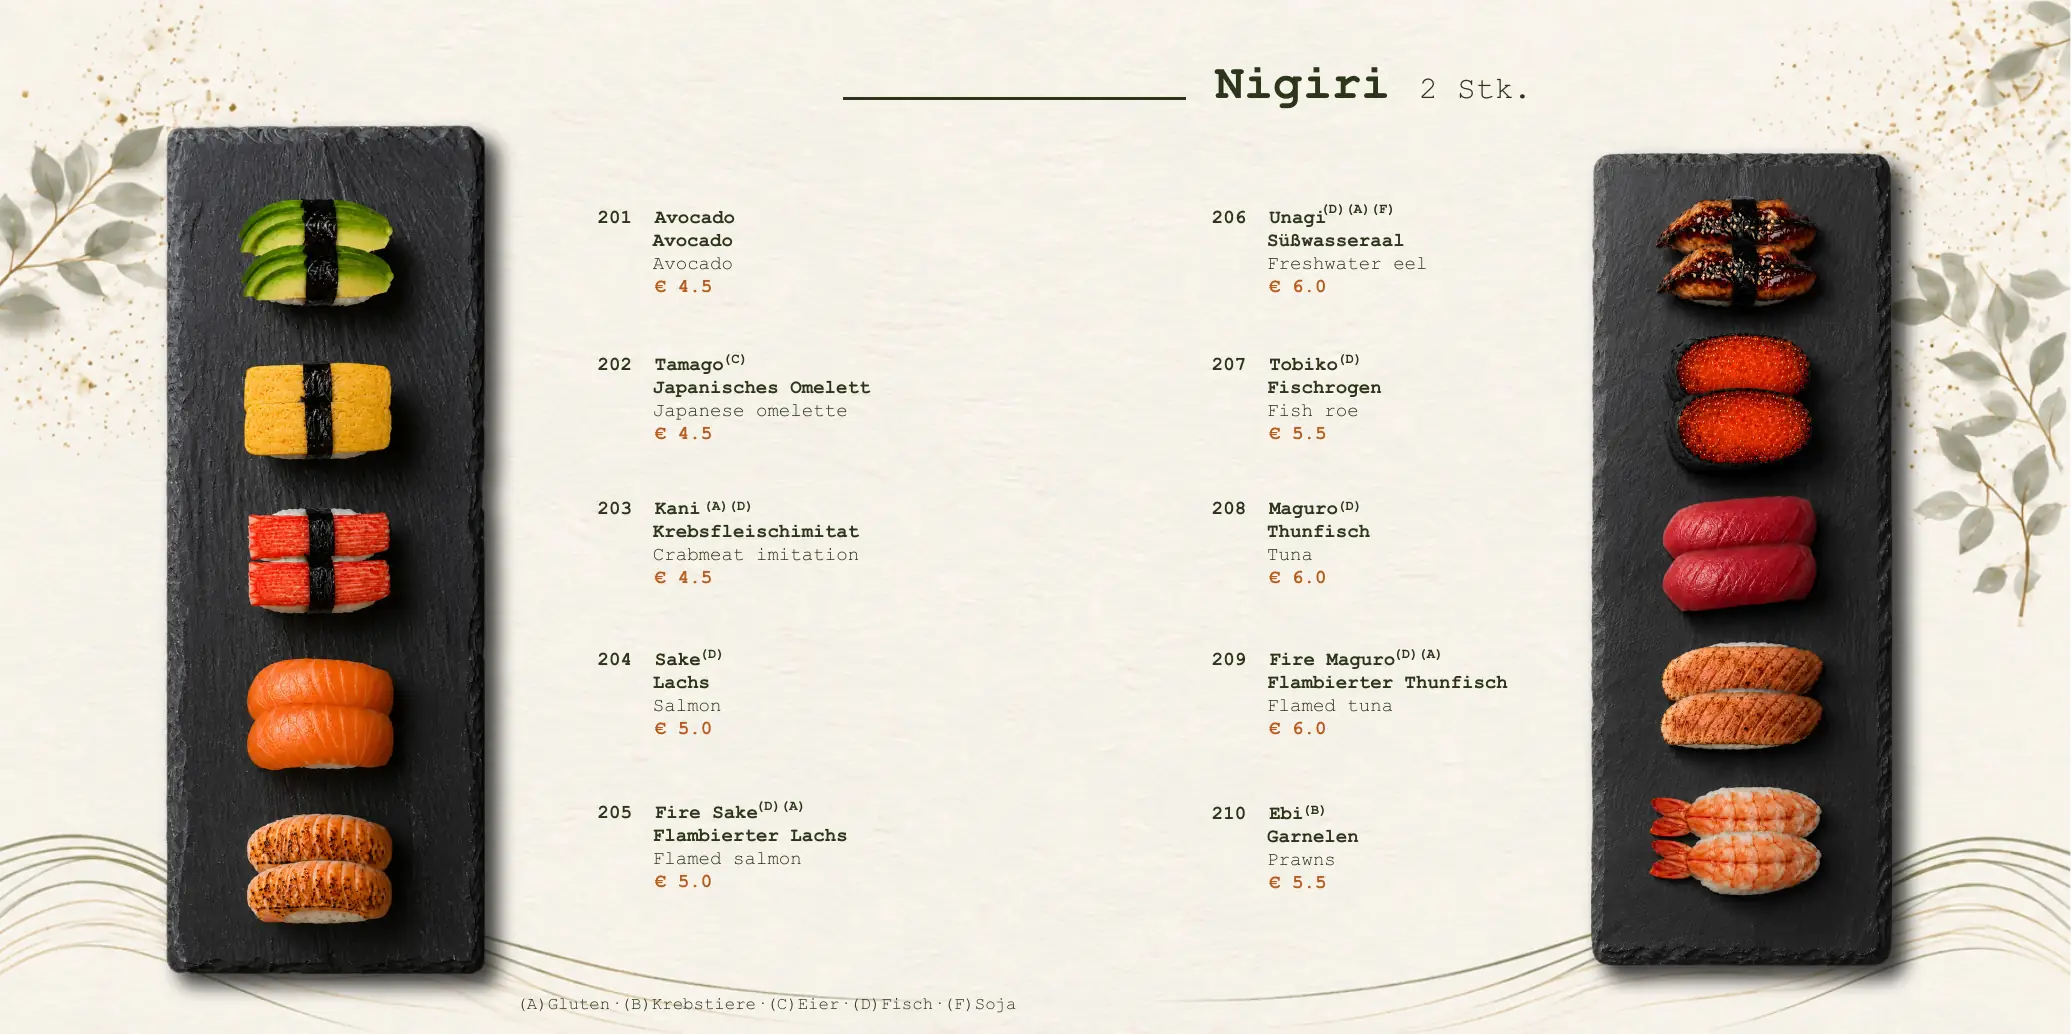 Nigiri 2 Stk.
201 Avocado
Avocado
Avocado
€ 4.5
202 Tamago(C)
Japanisches Omelett
Japanese omelette
€ 4.5
203 Kani (A)(D)
Krebsfleischimitat
Crabmeat imitation
€ 4.5
204 Sake(D)
Lachs
Salmon
€ 5.0
205 Fire Sake(D)(A)
Flambierter Lachs
Flamed salmon
€ 5.0
206 Unagi(D)(A)(F)
Süßwasseraal
Freshwater eel
€ 6.0
207 Tobiko(D)
Fischrogen
Fish roe
€ 5.5
208 Maguro(D)
Thunfisch
Tuna
€ 6.0
209 Fire Maguro(D)(A)
Flambierter Thunfisch
Flamed tuna
€ 6.0
210 Ebi(B)
Garnelen
Prawns
€ 5.5
(A)Gluten·(B)Krebstiere·(C)Eier·(D)Fisch·(F)Soja